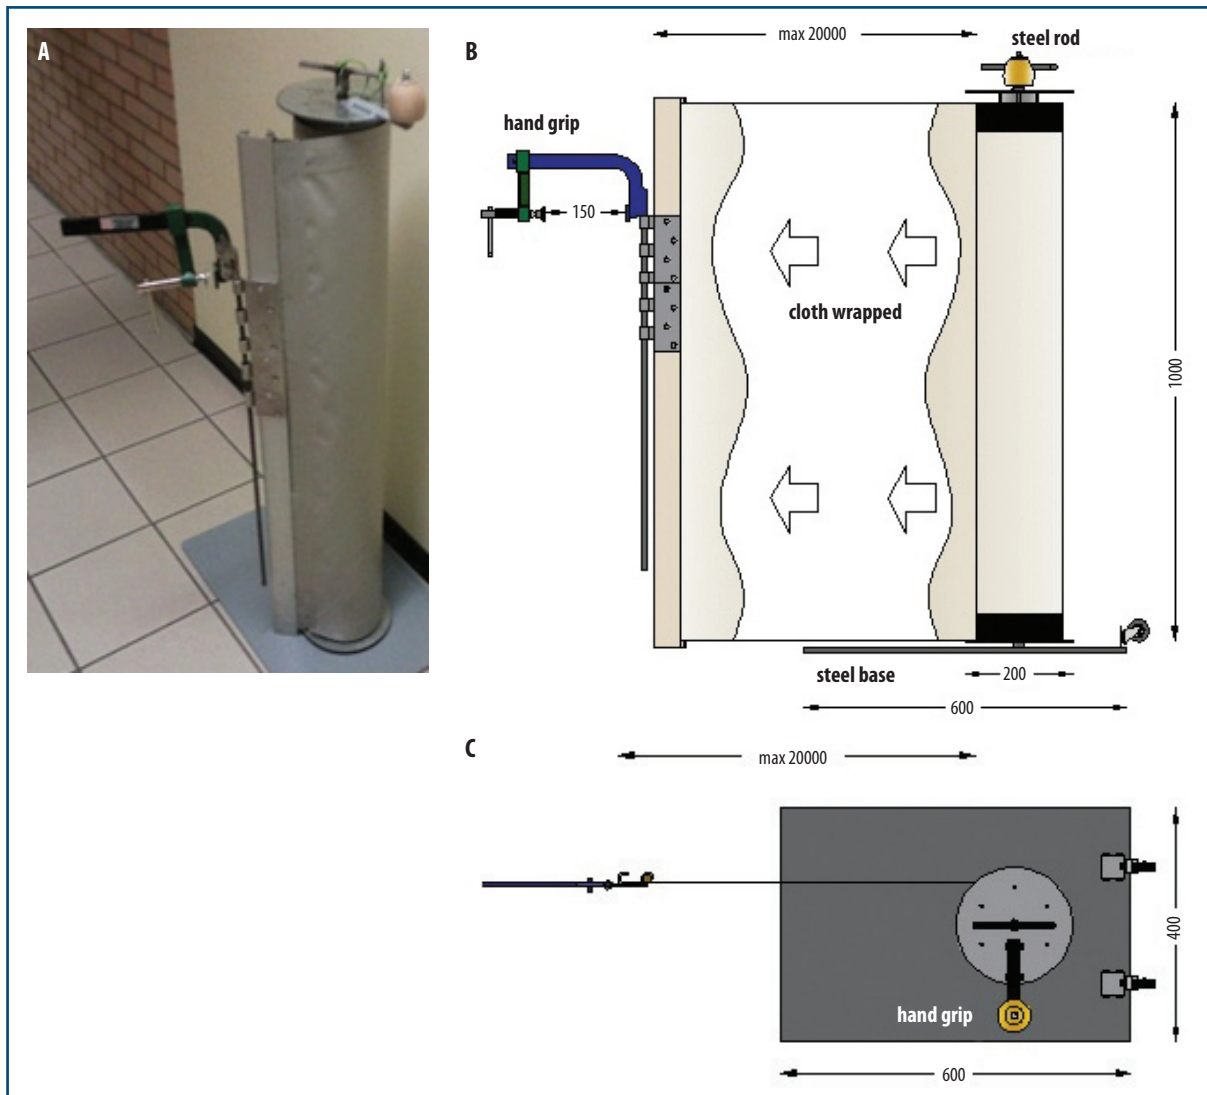 A
B
max 20000
steel rod
hand grip
150
cloth wrapped
1000
steel base
200
600
C
max 20000
400
hand grip
600